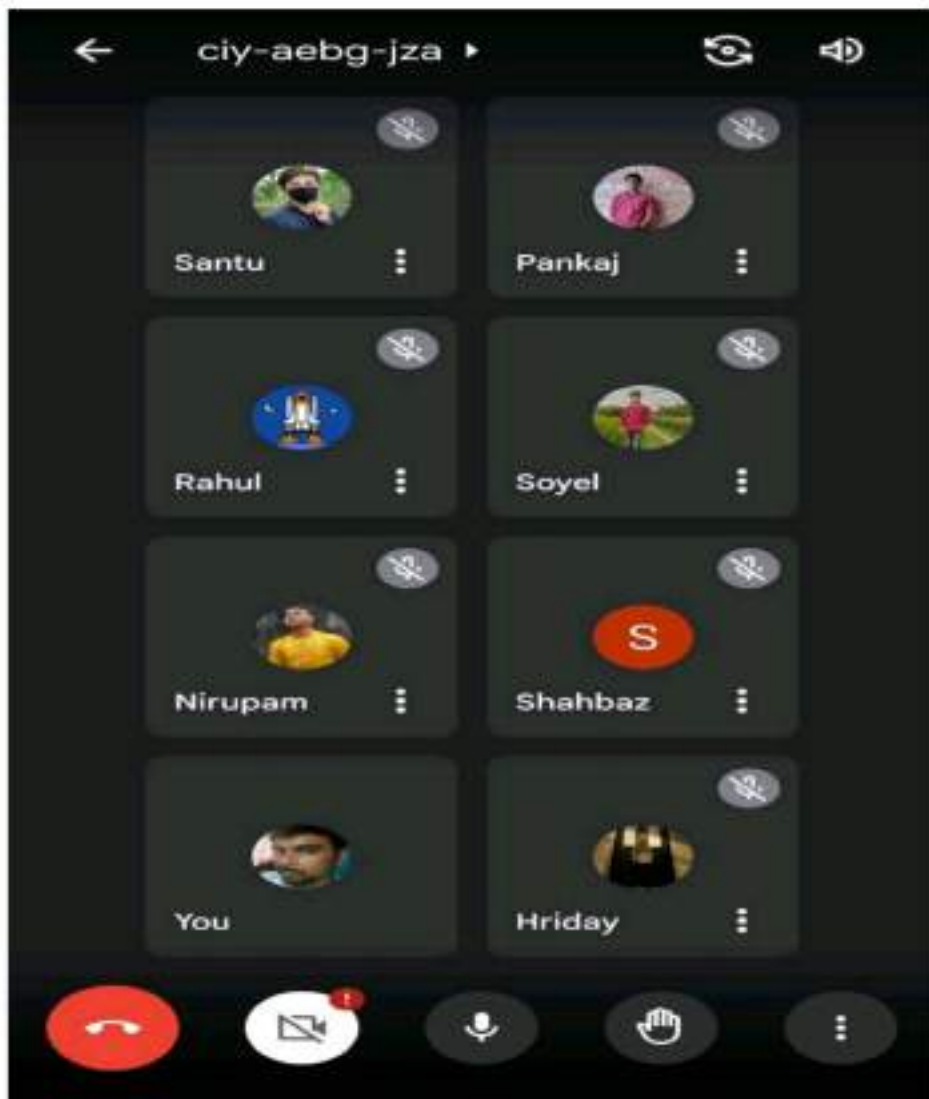 ciy-aebg-jza
Santu
Pankaj
Rahul
Soyel
Nirupam
S
Shahbaz
You
Hriday
!